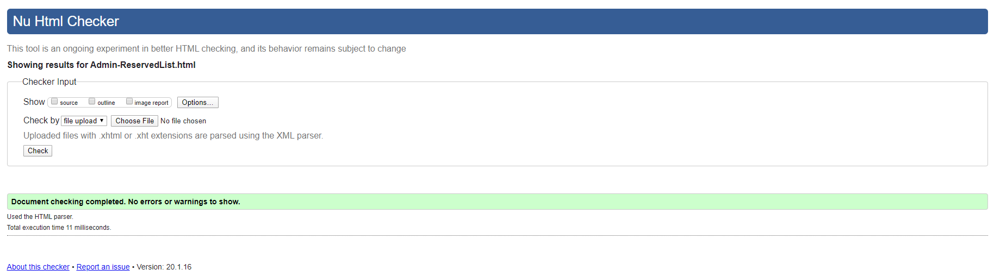 Nu Html Checker
This tool is an ongoing experiment in better HTML checking, and its behavior remains subject to change
Showing results for Admin-ReservedList.html
Checker Input
Show source outline image report Options...
Check by file upload Choose File No file chosen
Uploaded files with .xhtml or .xht extensions are parsed using the XML parser.
Check
Document checking completed. No errors or warnings to show.
Used the HTML parser.
Total execution time 11 milliseconds.
About this checker • Report an issue • Version: 20.1.16